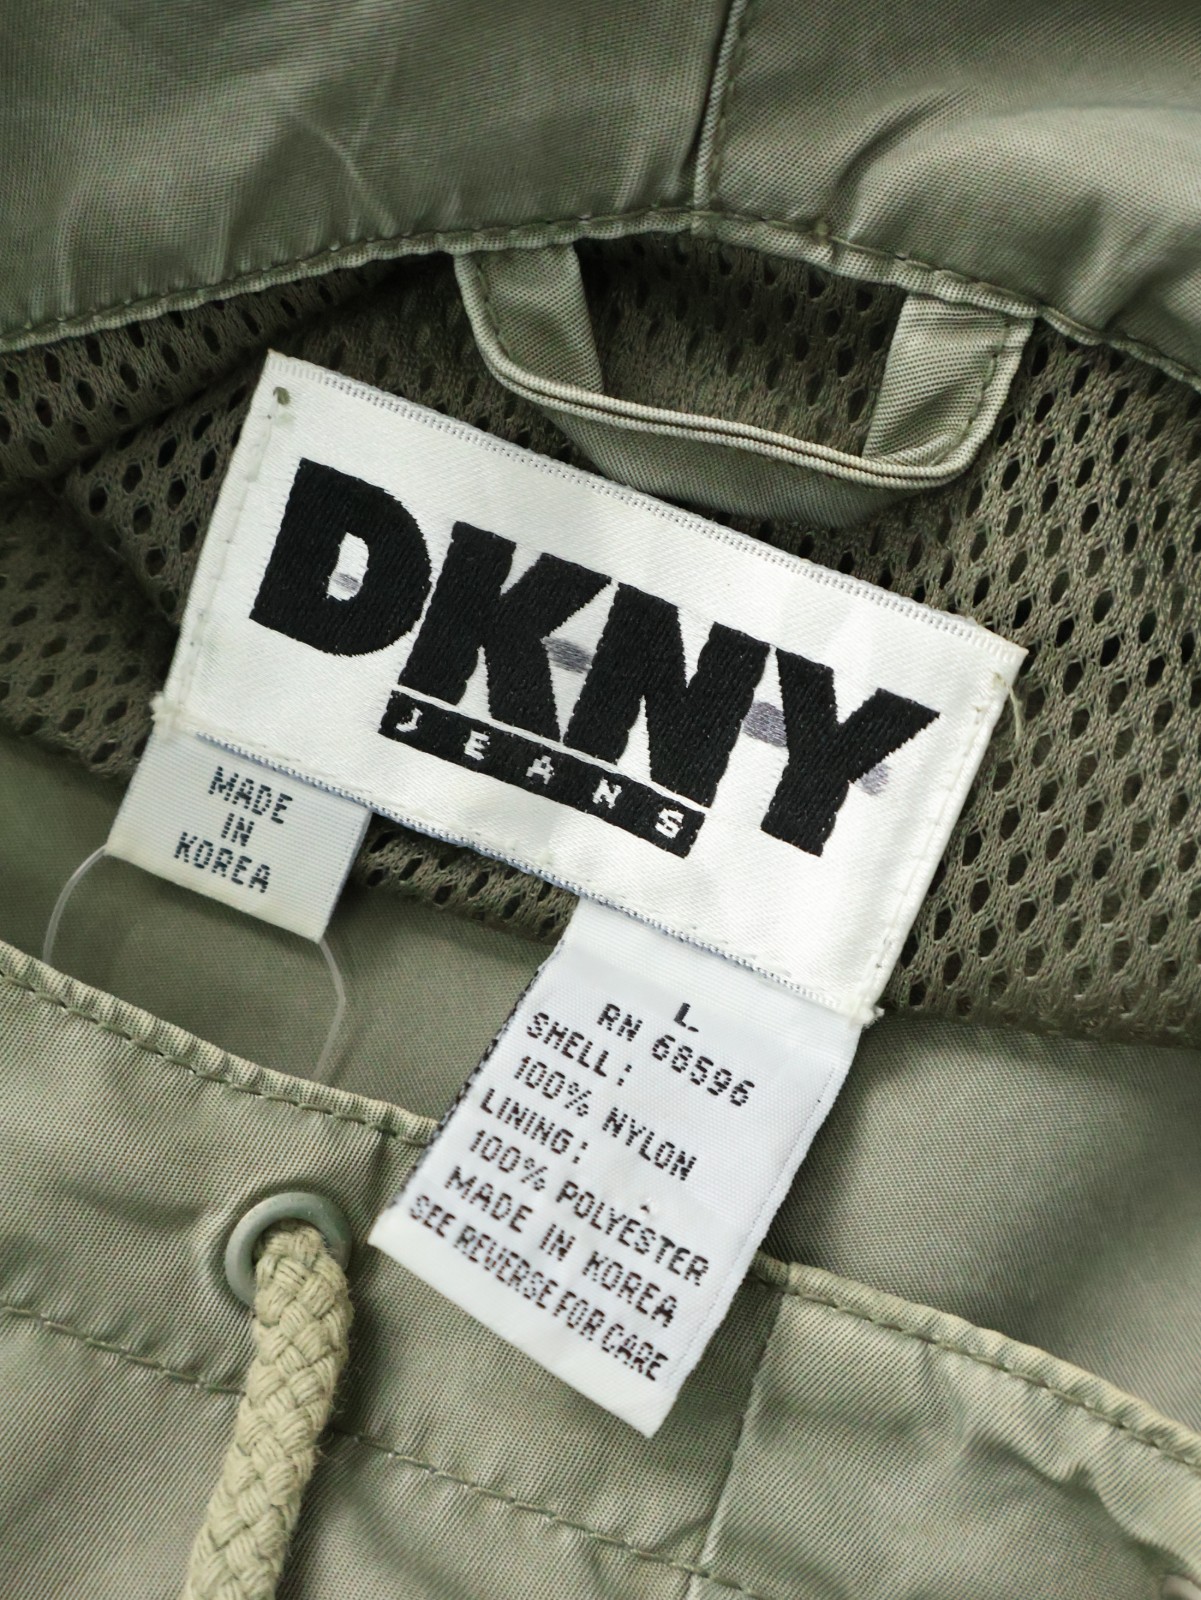 DKNY
JEANS
MADE
IN
KOREA
L
RN 68596
SHELL:
100% NYLON
LINING:
100% POLYESTER
MADE IN KOREA
SEE REVERSE FOR CARE